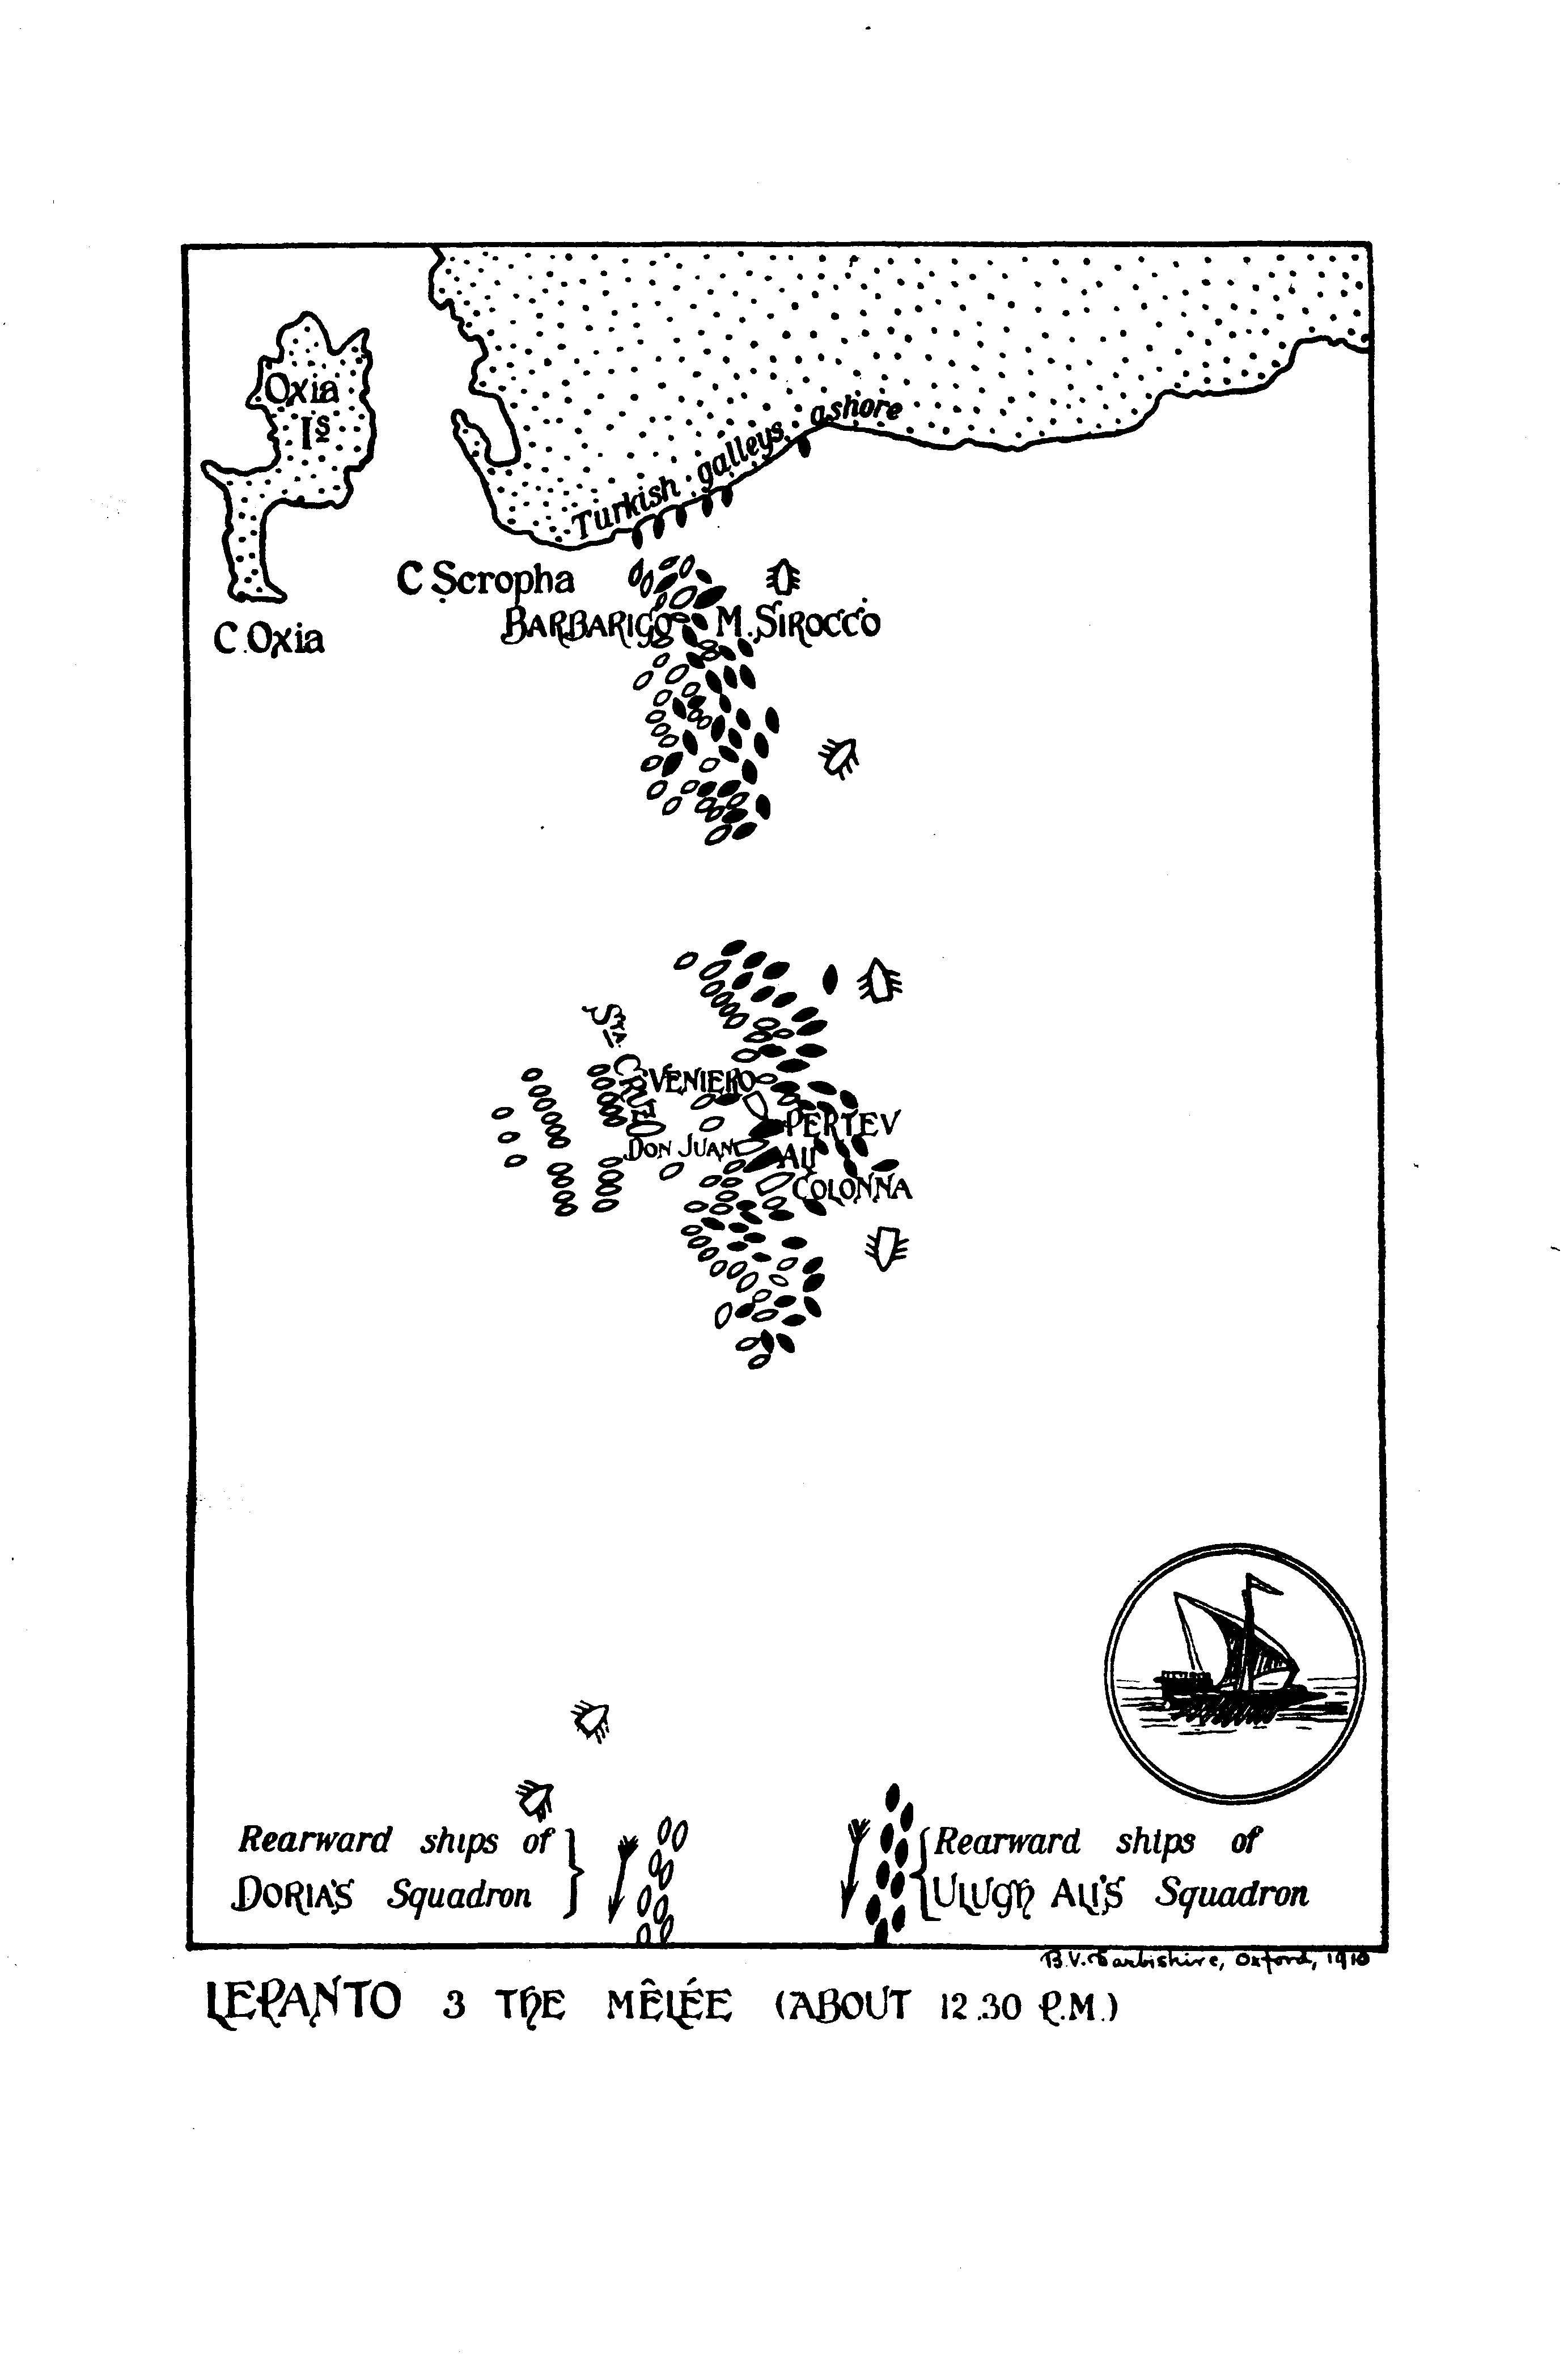 Oxia
Is
Turkish galleys ashore
C Scropha
C. Oxia
BARBARIGO
M. SIROCCO
STA. CRUZ
VENIERO
PERTEV
DON JUAN
ALI
COLONNA
Rearward ships of
DORIA'S Squadron
Rearward ships of
ULUGH ALI'S Squadron
B.V. Darbishire, Oxford, 1910
LEPANTO 3 THE MÊLÉE (ABOUT 12.30 P.M.)